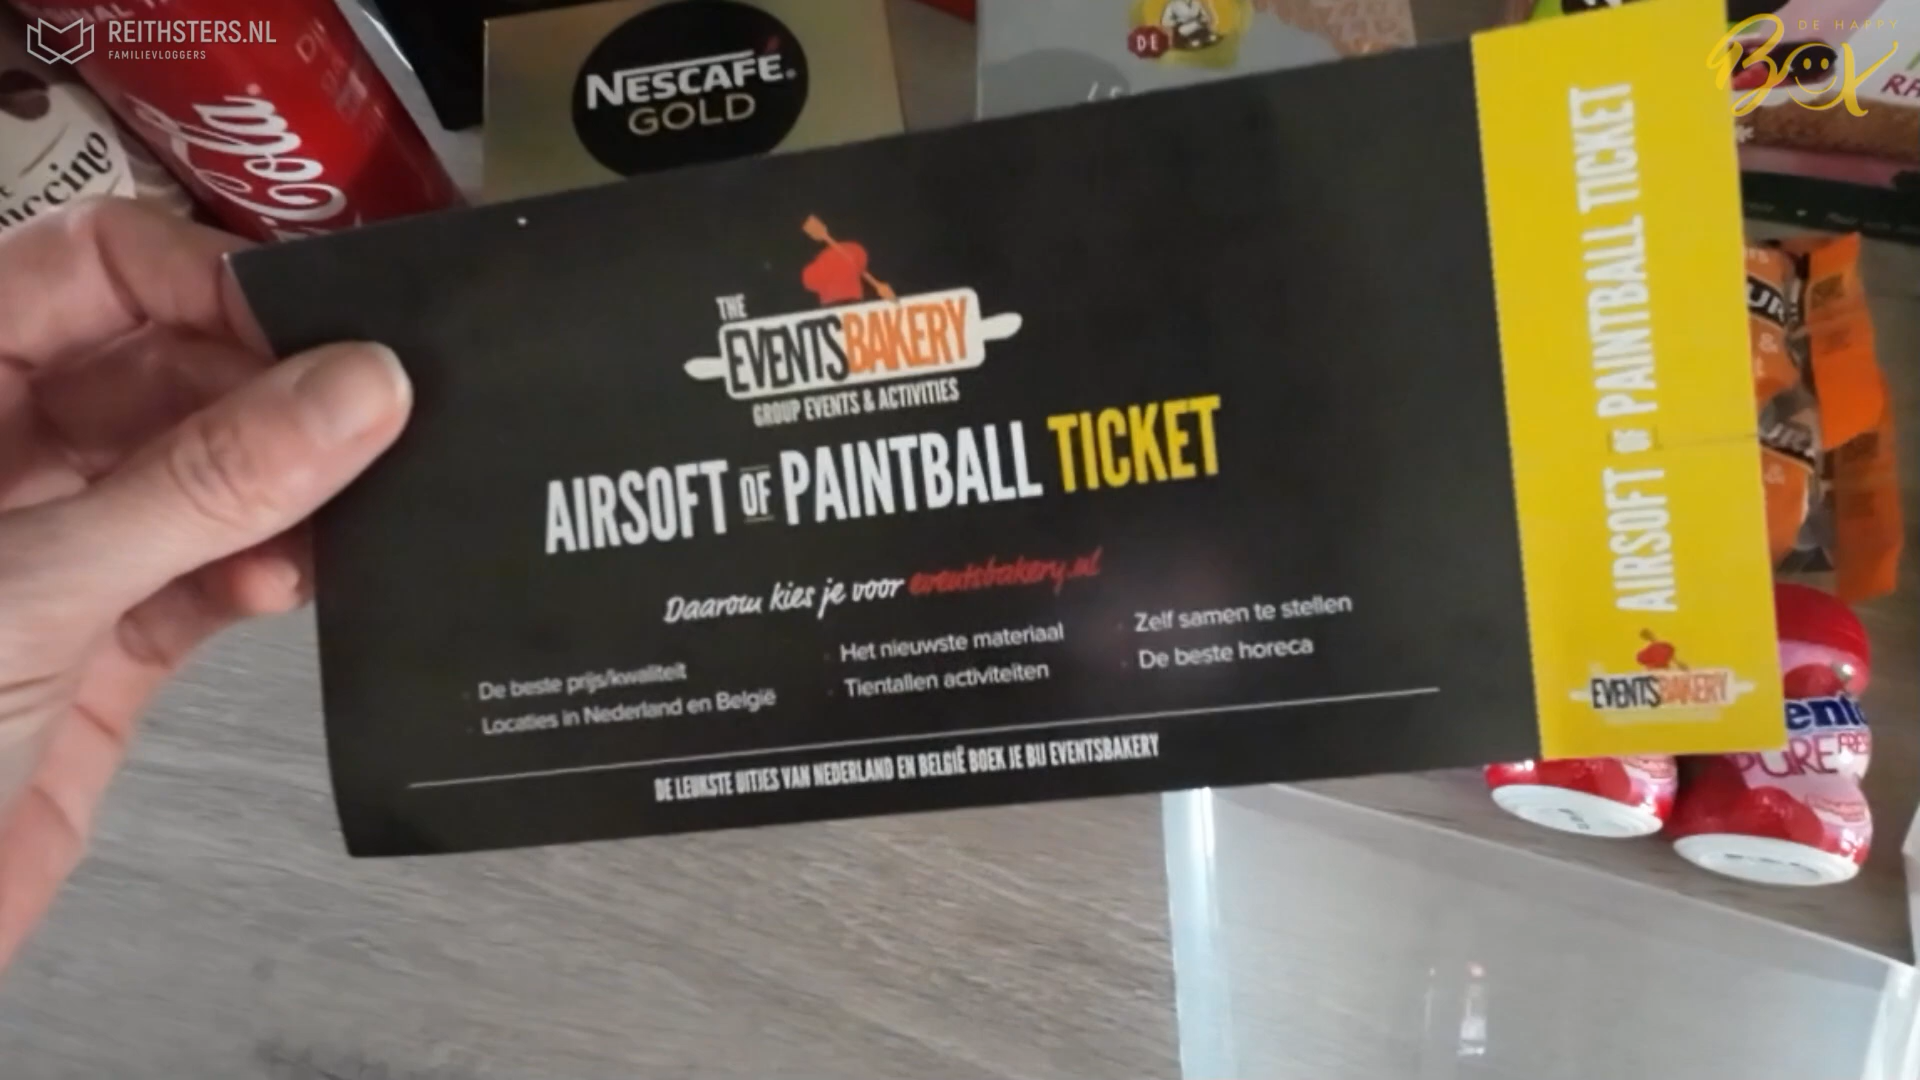 REITHSTERS.NL
FAMILIEVLOGGERS
DE HAPPY
BOX
Cola
NESCAFÉ
GOLD
DE
THE
EVENTSBAKERY
GROUP EVENTS & ACTIVITIES
AIRSOFT OF PAINTBALL TICKET
Daarom kies je voor eventsbakery.nl
De beste prijs/kwaliteit
Locaties in Nederland en België
Het nieuwste materiaal
Tientallen activiteiten
Zelf samen te stellen
De beste horeca
DE LEUKSTE UITJES VAN NEDERLAND EN BELGIË BOEK JE BIJ EVENTSBAKERY
AIRSOFT OF PAINTBALL TICKET
EVENTSBAKERY
PURE